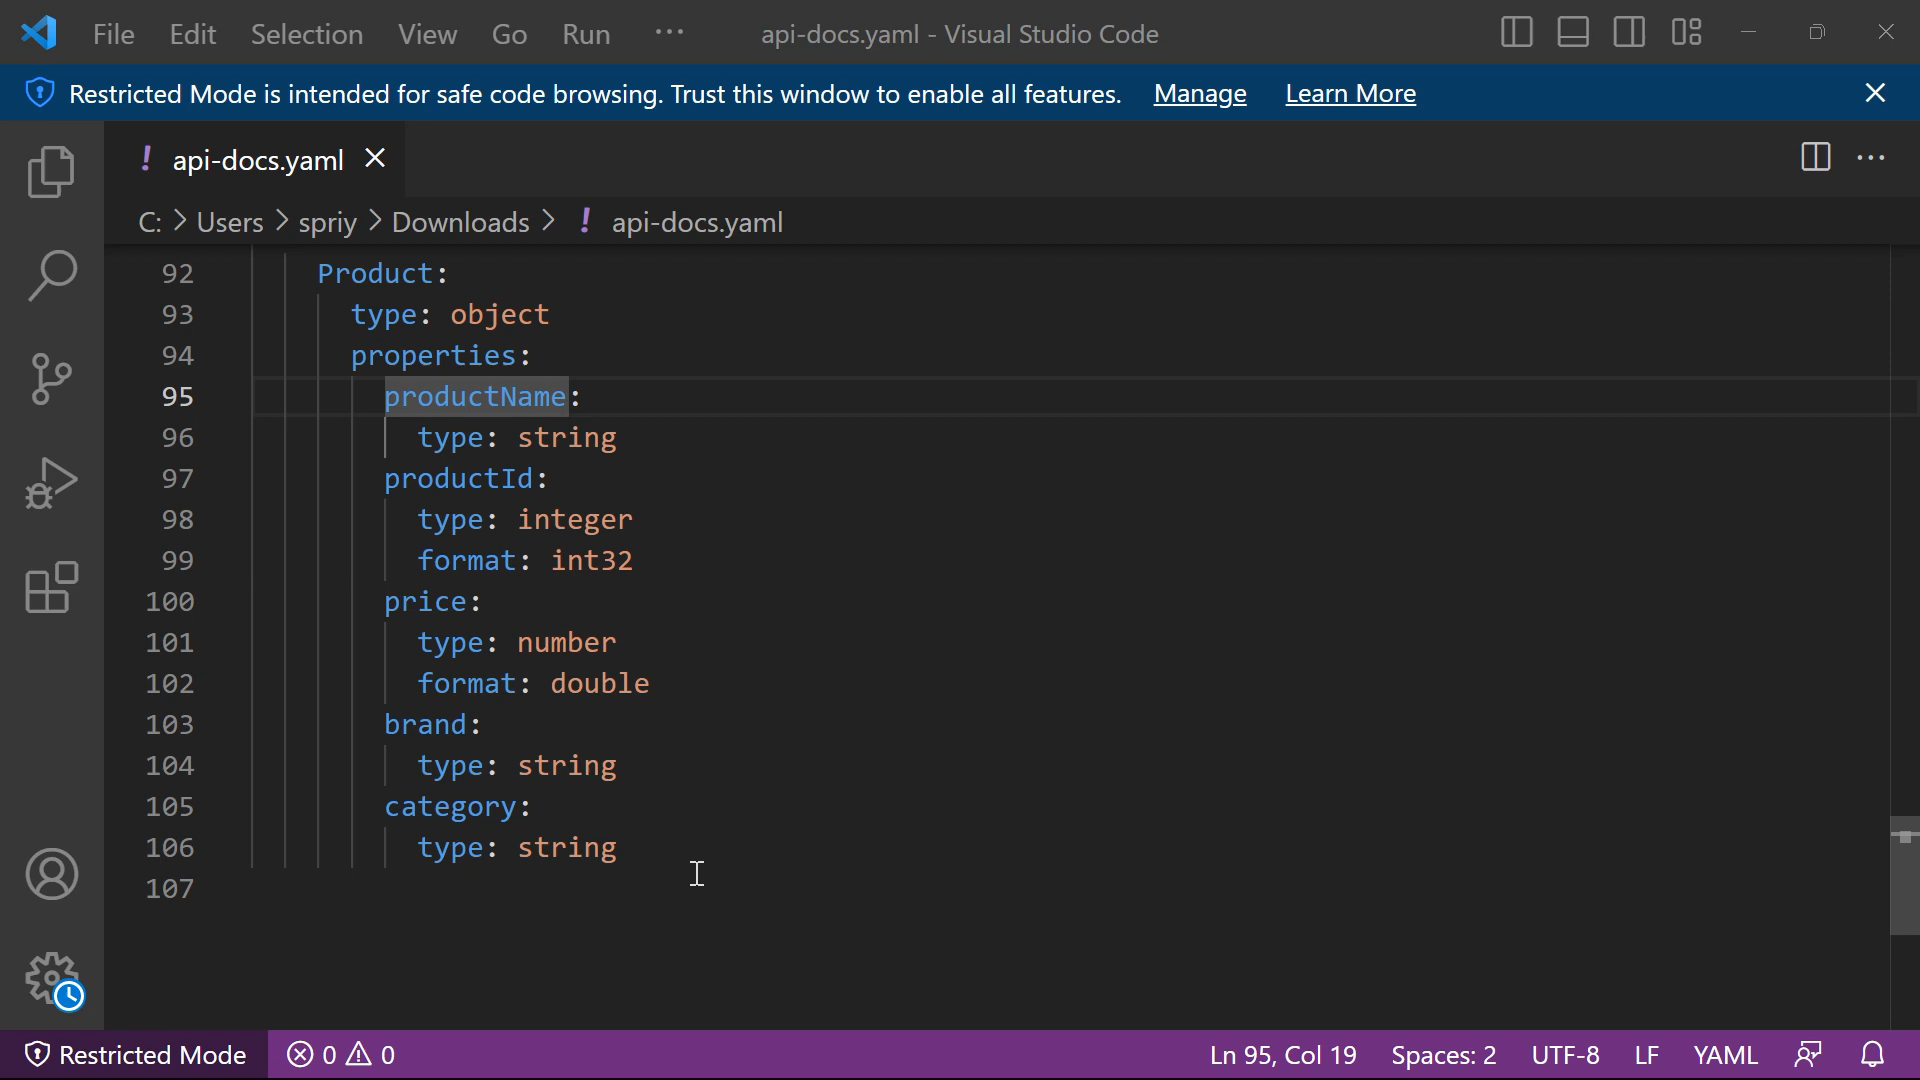 File Edit Selection View Go Run ··· api-docs.yaml - Visual Studio Code
Restricted Mode is intended for safe code browsing. Trust this window to enable all features. Manage Learn More
! api-docs.yaml
C: > Users > spriy > Downloads > ! api-docs.yaml
92 Product:
93 type: object
94 properties:
95 productName:
96 type: string
97 productId:
98 type: integer
99 format: int32
100 price:
101 type: number
102 format: double
103 brand:
104 type: string
105 category:
106 type: string
107
Restricted Mode 0 0 Ln 95, Col 19 Spaces: 2 UTF-8 LF YAML